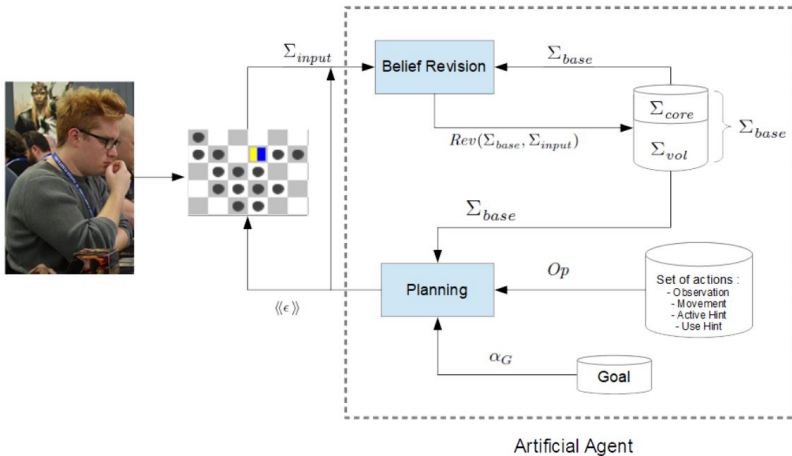 Σ_input
Belief Revision
Σ_base
Σ_core
Σ_base
Rev(Σ_base, Σ_input)
Σ_vol
Σ_base
Planning
Op
Set of actions :
- Observation
- Movement
- Active Hint
- Use Hint
⟪ϵ⟫
α_G
Goal
Artificial Agent